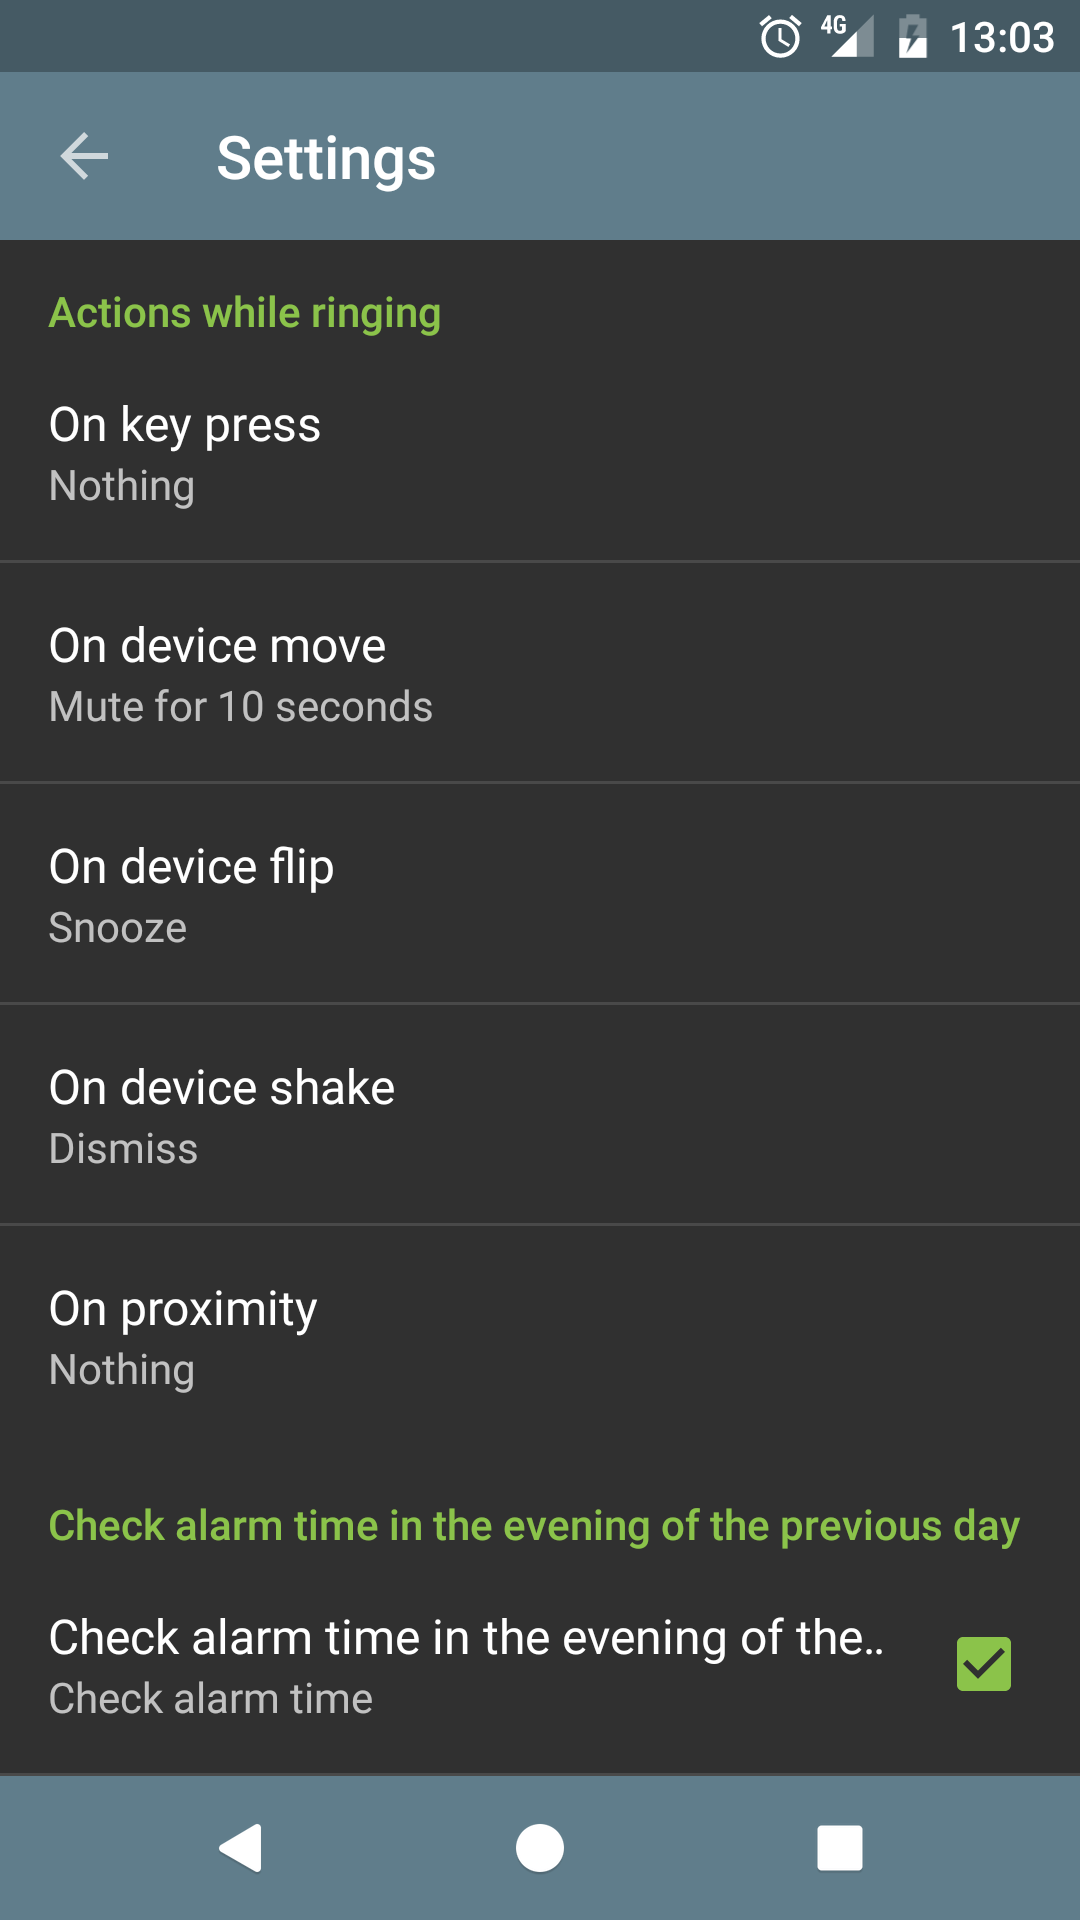 4G 13:03
Settings
Actions while ringing
On key press
Nothing
On device move
Mute for 10 seconds
On device flip
Snooze
On device shake
Dismiss
On proximity
Nothing
Check alarm time in the evening of the previous day
Check alarm time in the evening of the..
Check alarm time